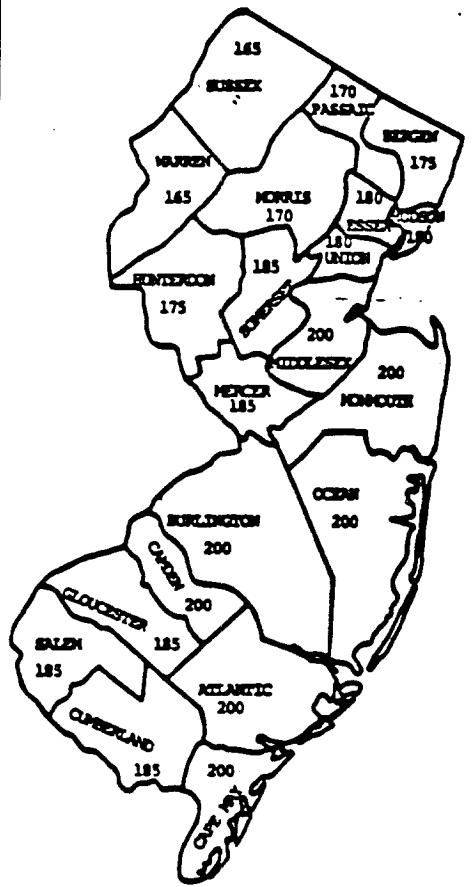 165
SUSSEX
170
PASSAIC
BERGEN
175
WARREN
165
MORRIS
170
180
ESSEX
HUDSON
180
180
UNION
HUNTERDON
175
185
SOMERSET
200
MIDDLESEX
200
MONMOUTH
MERCER
185
OCEAN
200
BURLINGTON
200
CAMDEN
200
GLOUCESTER
185
SALEM
185
ATLANTIC
200
CUMBERLAND
185
200
CAPE MAY